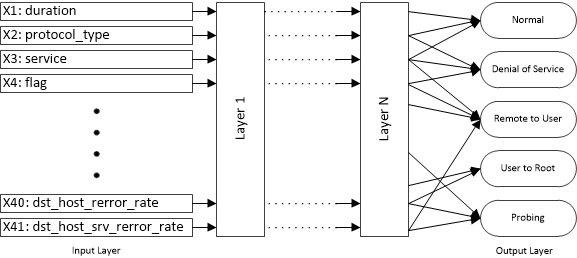 X1: duration
X2: protocol_type
X3: service
X4: flag
X40: dst_host_rerror_rate
X41: dst_host_srv_rerror_rate
Input Layer
Layer 1
Layer N
Normal
Denial of Service
Remote to User
User to Root
Probing
Output Layer